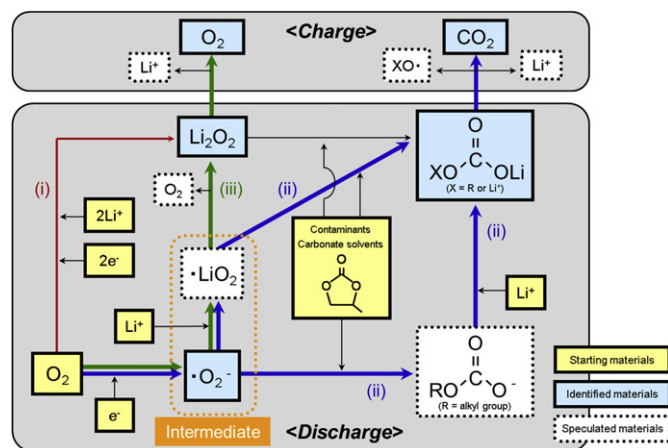 <Charge>
O₂
CO₂
Li⁺
XO·
Li⁺
Li₂O₂
O
XO
OLi
(X = R or Li⁺)
(i)
O₂
(iii)
(ii)
(ii)
2Li⁺
2e⁻
Contaminants
Carbonate solvents
O
O
O
·LiO₂
Li⁺
Li⁺
O₂
·O₂⁻
(ii)
O
RO
O⁻
(R = alkyl group)
e⁻
Intermediate
<Discharge>
Starting materials
Identified materials
Speculated materials